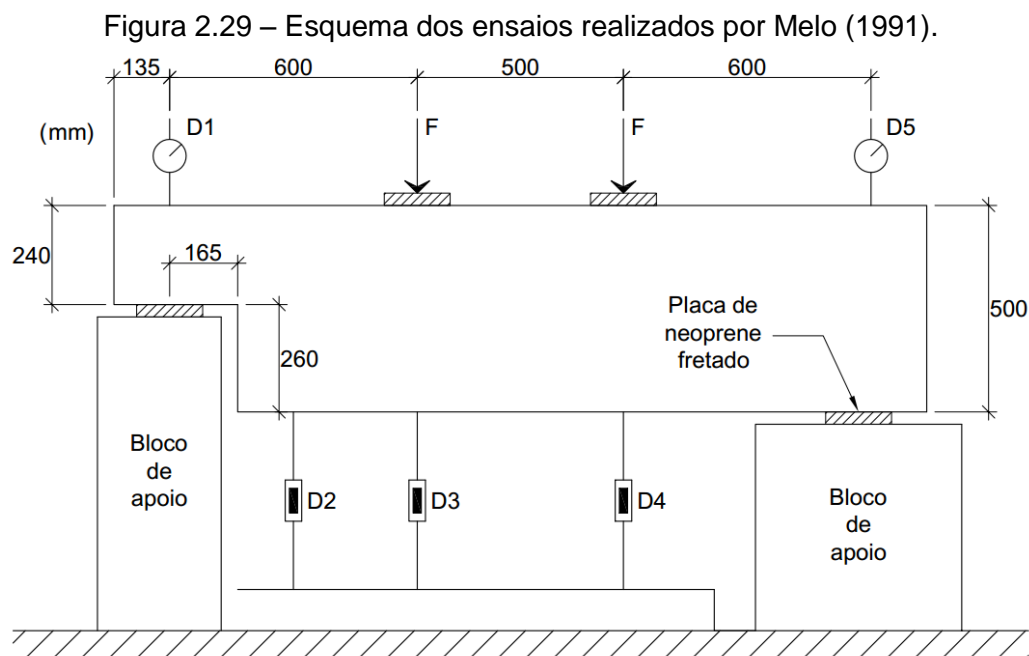 Figura 2.29 – Esquema dos ensaios realizados por Melo (1991).
135
600
500
600
(mm)
D1
F
F
D5
240
165
500
260
Placa de
neoprene
fretado
Bloco
de
apoio
D2
D3
D4
Bloco
de
apoio